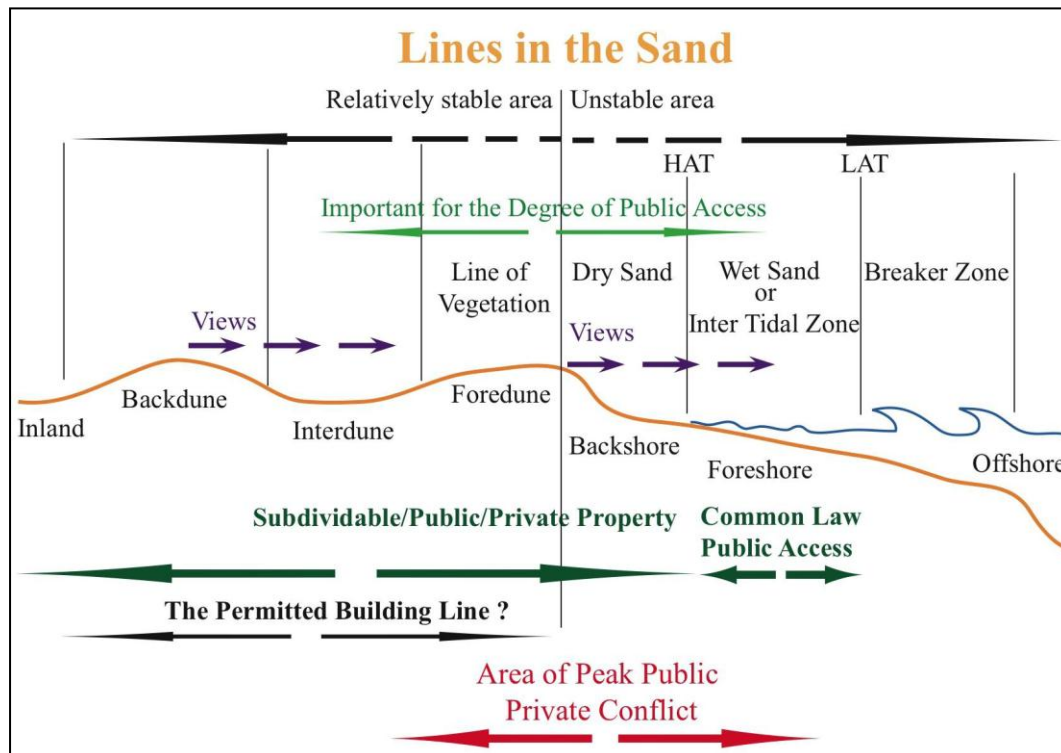 Lines in the Sand
Relatively stable area
Unstable area
HAT
LAT
Important for the Degree of Public Access
Line of
Vegetation
Dry Sand
Wet Sand
or
Inter Tidal Zone
Breaker Zone
Views
Views
Inland
Backdune
Interdune
Foredune
Backshore
Foreshore
Offshore
Subdividable/Public/Private Property
Common Law
Public Access
The Permitted Building Line ?
Area of Peak Public
Private Conflict